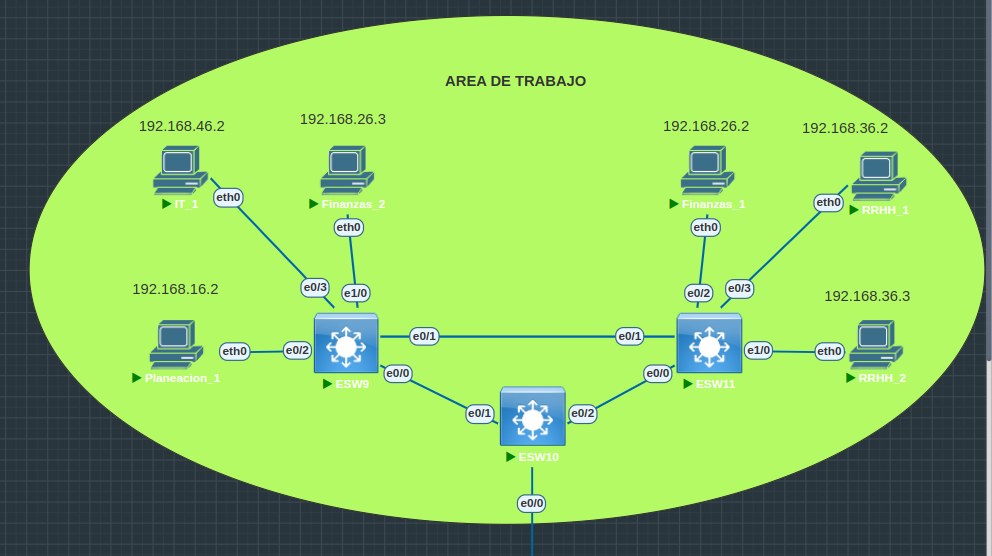 AREA DE TRABAJO
192.168.46.2
192.168.26.3
192.168.26.2
192.168.36.2
IT_1
Finanzas_2
Finanzas_1
RRHH_1
eth0
eth0
eth0
eth0
192.168.16.2
192.168.36.3
e0/3
e1/0
e0/2
e0/3
eth0
e0/2
e0/1
e0/1
e1/0
eth0
Planeacion_1
ESW9
e0/0
e0/0
ESW11
RRHH_2
e0/1
e0/2
ESW10
e0/0